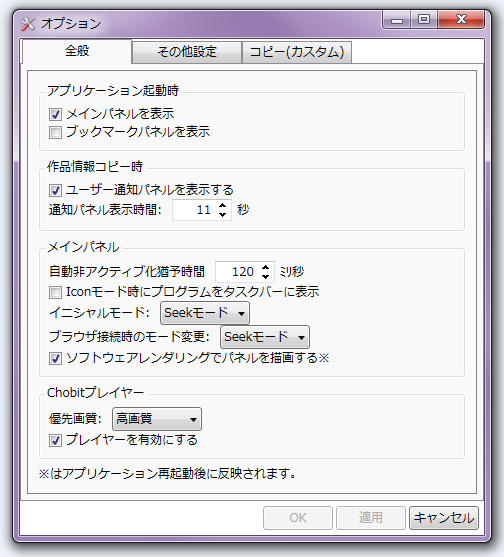 オプション
全般 その他設定 コピー(カスタム)
アプリケーション起動時
メインパネルを表示
ブックマークパネルを表示
作品情報コピー時
ユーザー通知パネルを表示する
通知パネル表示時間: 11 秒
メインパネル
自動非アクティブ化猶予時間 120 ﾐﾘ秒
Iconモード時にプログラムをタスクバーに表示
イニシャルモード: Seekモード
ブラウザ接続時のモード変更: Seekモード
ソフトウェアレンダリングでパネルを描画する※
Chobitプレイヤー
優先画質: 高画質
プレイヤーを有効にする
※はアプリケーション再起動後に反映されます。
OK 適用 キャンセル